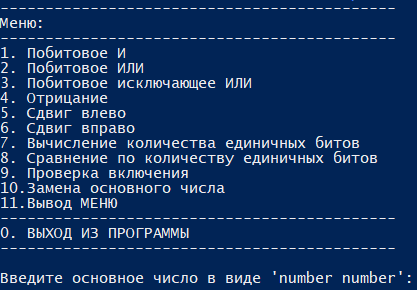 --------------------------------------------
Меню:
--------------------------------------------
1. Побитовое И
2. Побитовое ИЛИ
3. Побитовое исключающее ИЛИ
4. Отрицание
5. Сдвиг влево
6. Сдвиг вправо
7. Вычисление количества единичных битов
8. Сравнение по количеству единичных битов
9. Проверка включения
10.Замена основного числа
11.Вывод МЕНЮ
--------------------------------------------
0. ВЫХОД ИЗ ПРОГРАММЫ
--------------------------------------------
Введите основное число в виде 'number number':